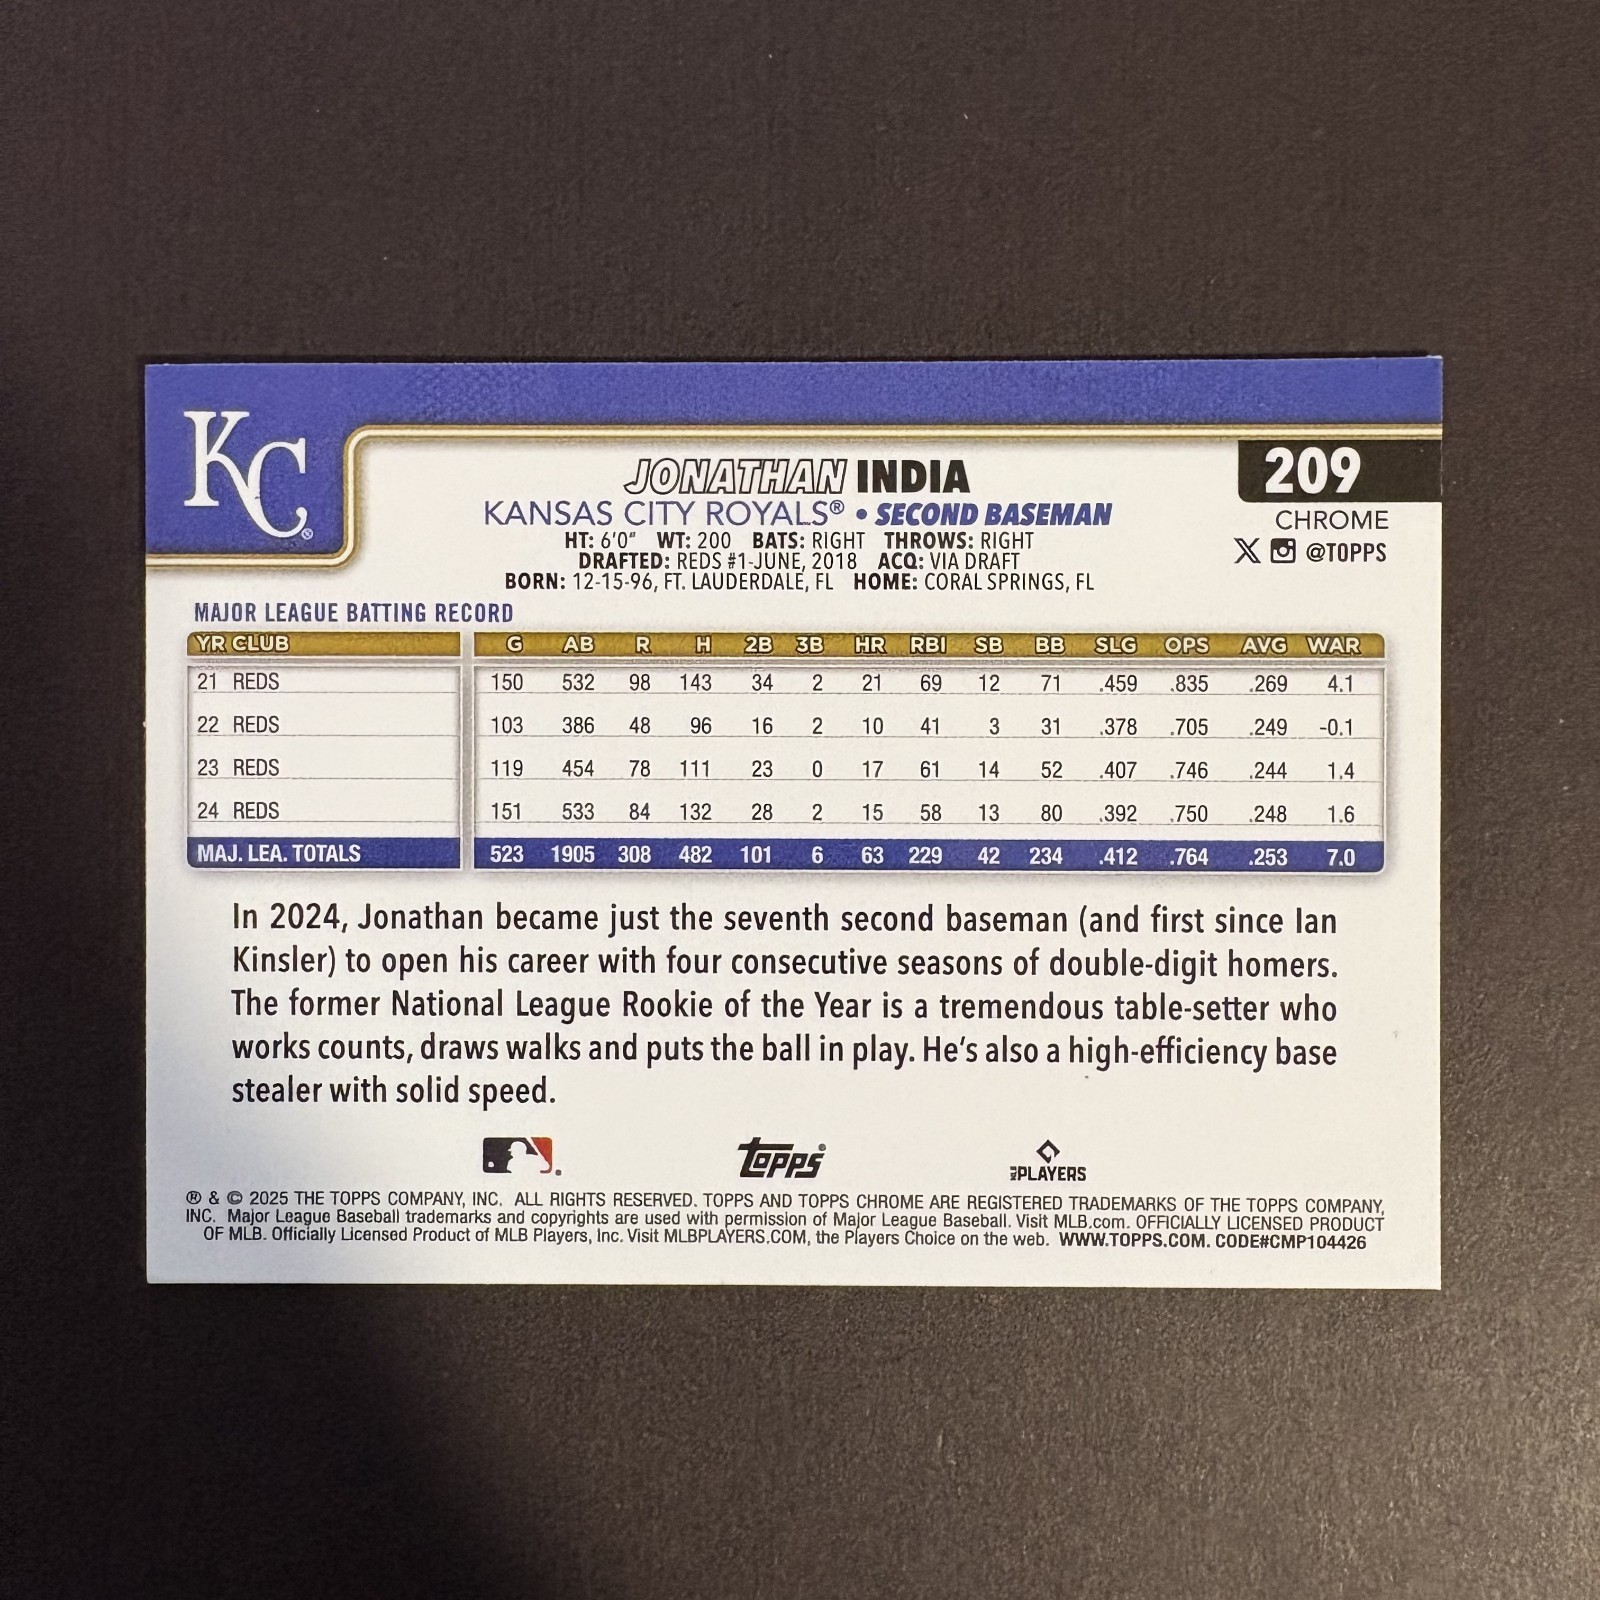 KC®
JONATHAN INDIA
209
KANSAS CITY ROYALS® • SECOND BASEMAN
CHROME
HT: 6'0" WT: 200 BATS: RIGHT THROWS: RIGHT
X @TOPPS
DRAFTED: REDS #1-JUNE, 2018 ACQ: VIA DRAFT
BORN: 12-15-96, FT. LAUDERDALE, FL HOME: CORAL SPRINGS, FL
MAJOR LEAGUE BATTING RECORD
YR CLUB G AB R H 2B 3B HR RBI SB BB SLG OPS AVG WAR
21 REDS 150 532 98 143 34 2 21 69 12 71 .459 .835 .269 4.1
22 REDS 103 386 48 96 16 2 10 41 3 31 .378 .705 .249 -0.1
23 REDS 119 454 78 111 23 0 17 61 14 52 .407 .746 .244 1.4
24 REDS 151 533 84 132 28 2 15 58 13 80 .392 .750 .248 1.6
MAJ. LEA. TOTALS 523 1905 308 482 101 6 63 229 42 234 .412 .764 .253 7.0
In 2024, Jonathan became just the seventh second baseman (and first since Ian
Kinsler) to open his career with four consecutive seasons of double-digit homers.
The former National League Rookie of the Year is a tremendous table-setter who
works counts, draws walks and puts the ball in play. He's also a high-efficiency base
stealer with solid speed.
Topps®
MLB PLAYERS
® & © 2025 THE TOPPS COMPANY, INC. ALL RIGHTS RESERVED. TOPPS AND TOPPS CHROME ARE REGISTERED TRADEMARKS OF THE TOPPS COMPANY,
INC. Major League Baseball trademarks and copyrights are used with permission of Major League Baseball. Visit MLB.com. OFFICIALLY LICENSED PRODUCT
OF MLB. Officially Licensed Product of MLB Players, Inc. Visit MLBPLAYERS.COM, the Players Choice on the web. WWW.TOPPS.COM. CODE#CMP104426